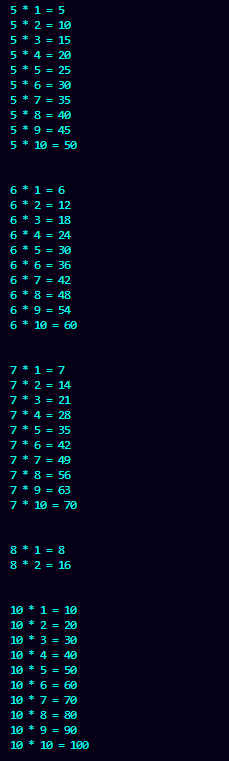 5 * 1 = 5
5 * 2 = 10
5 * 3 = 15
5 * 4 = 20
5 * 5 = 25
5 * 6 = 30
5 * 7 = 35
5 * 8 = 40
5 * 9 = 45
5 * 10 = 50
6 * 1 = 6
6 * 2 = 12
6 * 3 = 18
6 * 4 = 24
6 * 5 = 30
6 * 6 = 36
6 * 7 = 42
6 * 8 = 48
6 * 9 = 54
6 * 10 = 60
7 * 1 = 7
7 * 2 = 14
7 * 3 = 21
7 * 4 = 28
7 * 5 = 35
7 * 6 = 42
7 * 7 = 49
7 * 8 = 56
7 * 9 = 63
7 * 10 = 70
8 * 1 = 8
8 * 2 = 16
10 * 1 = 10
10 * 2 = 20
10 * 3 = 30
10 * 4 = 40
10 * 5 = 50
10 * 6 = 60
10 * 7 = 70
10 * 8 = 80
10 * 9 = 90
10 * 10 = 100